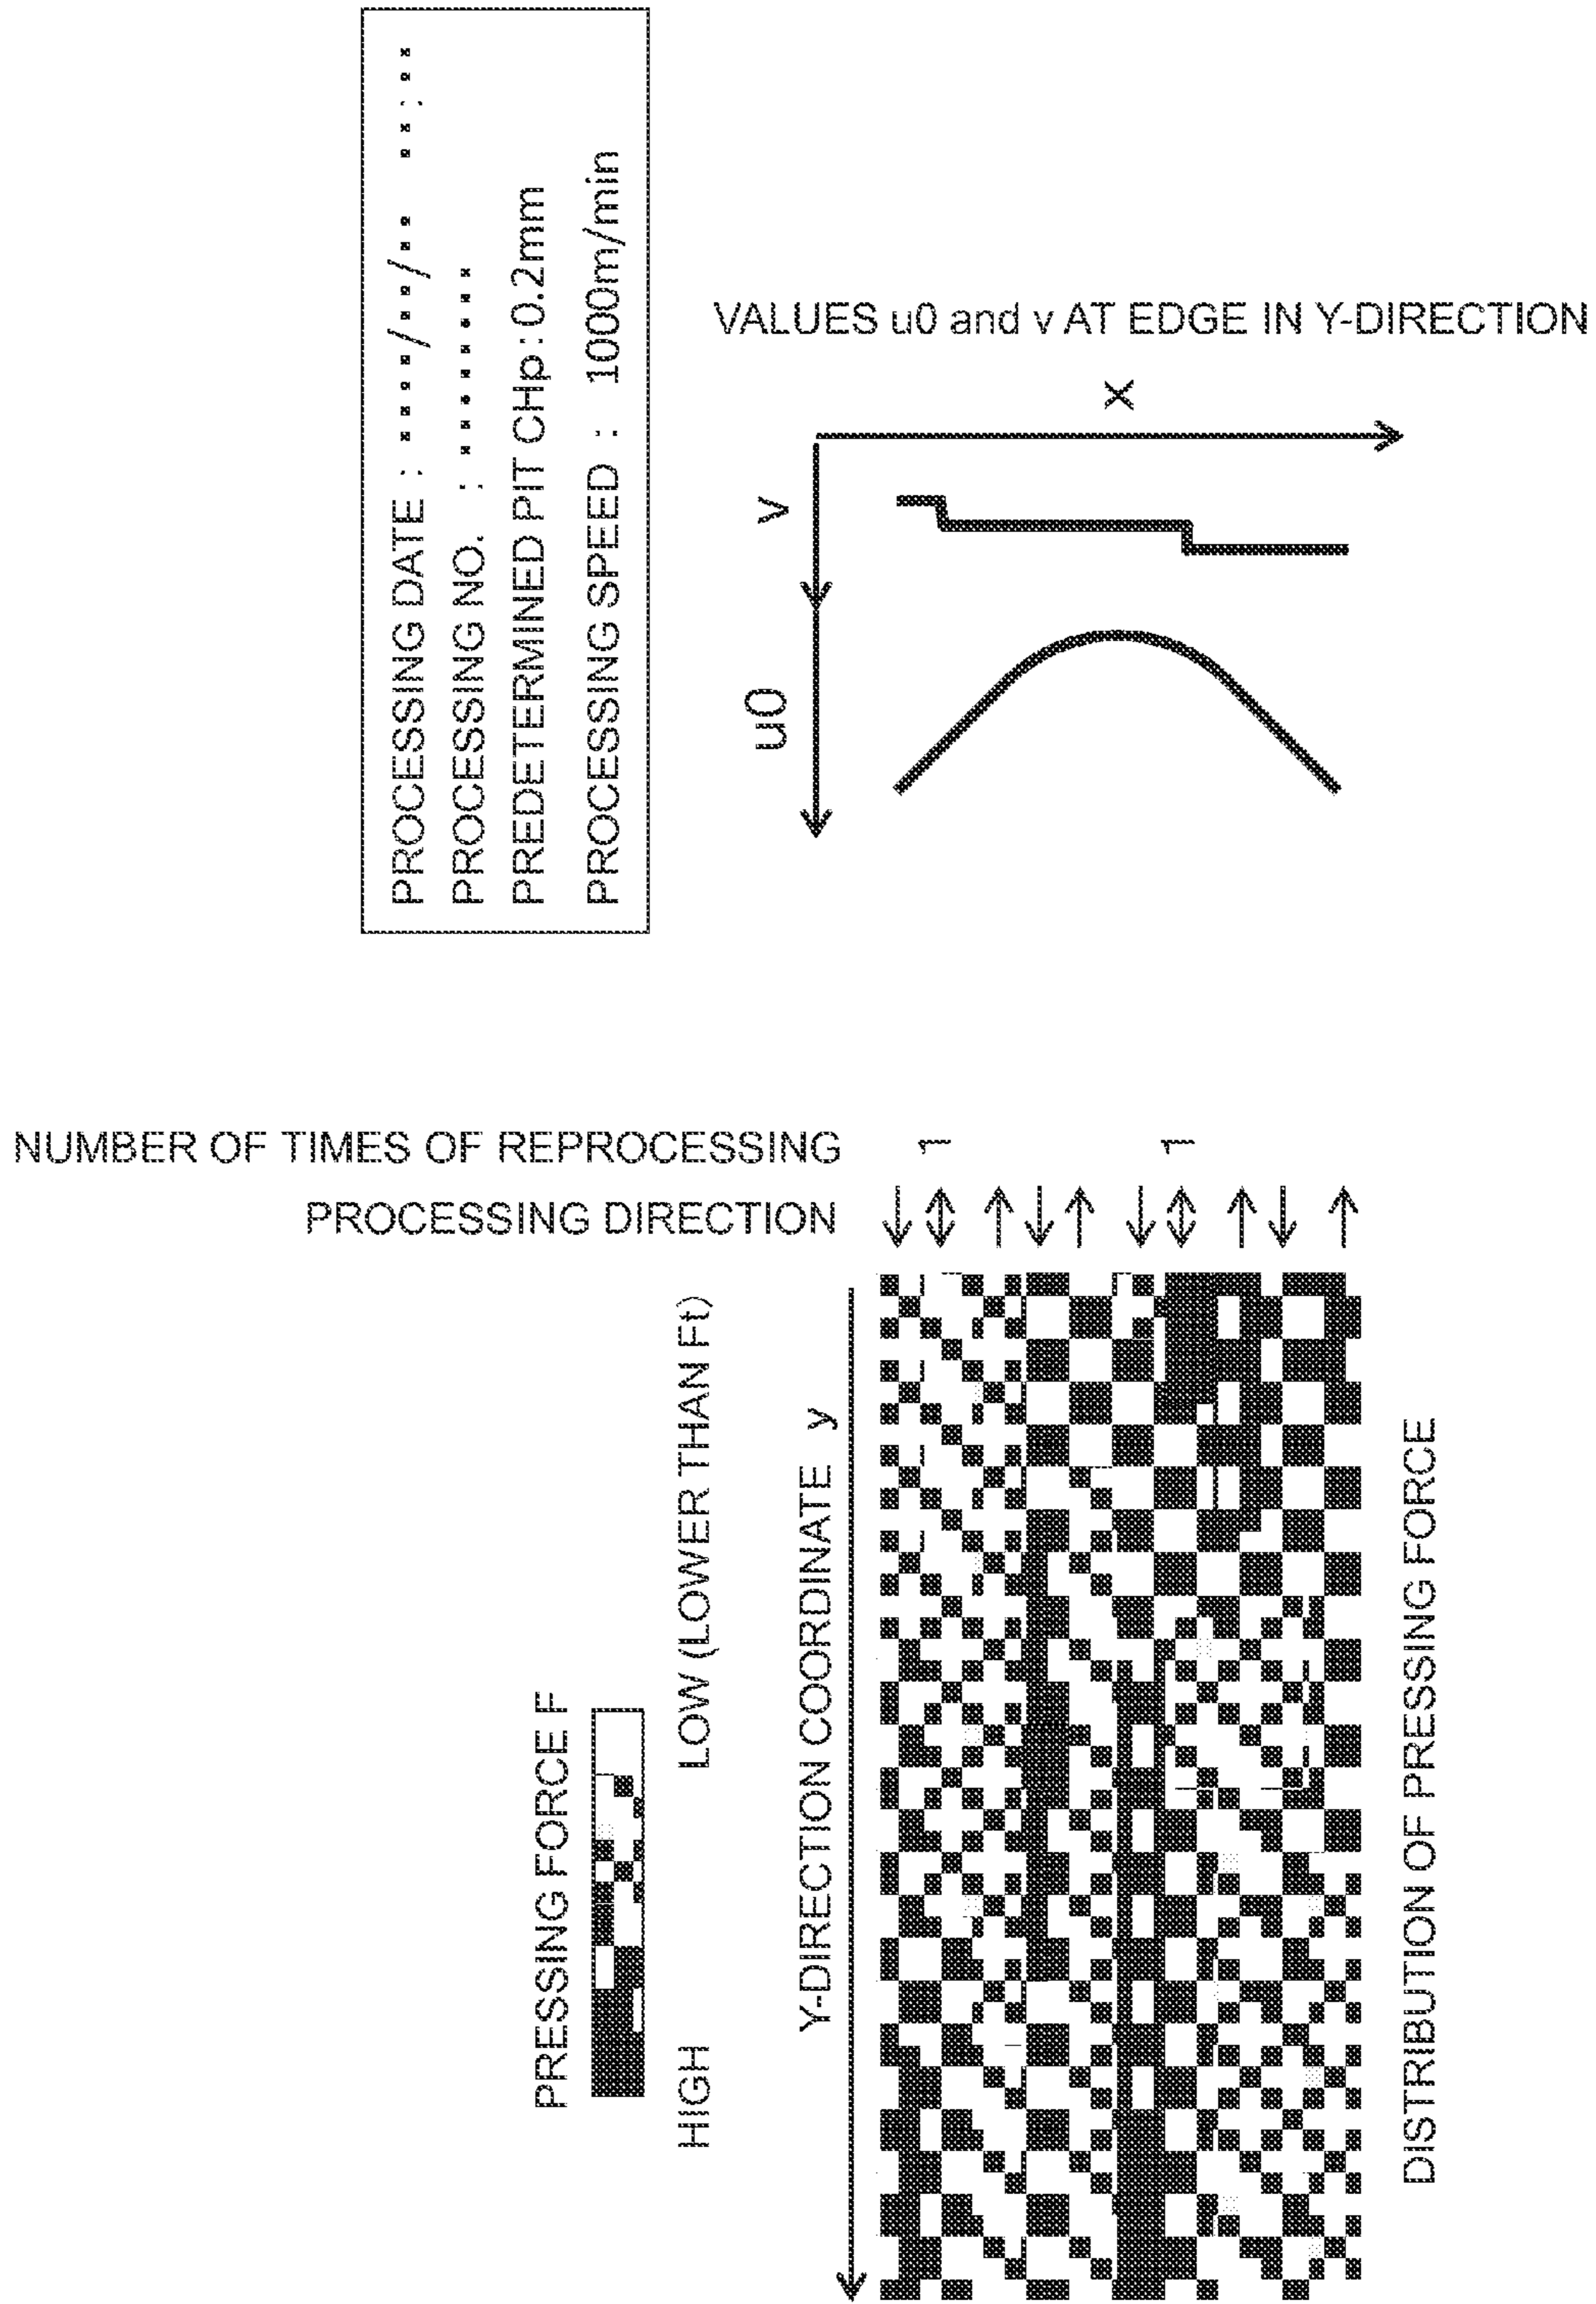 PROCESSING DATE : ****/**/** **:**
PROCESSING NO. : ********
PREDETERMINED PIT CHp:0.2mm
PROCESSING SPEED : 1000m/min
VALUES u0 and v AT EDGE IN Y-DIRECTION
x
v
u0
NUMBER OF TIMES OF REPROCESSING
1
1
PROCESSING DIRECTION
PRESSING FORCE F
HIGH
LOW (LOWER THAN Ft)
Y-DIRECTION COORDINATE y
DISTRIBUTION OF PRESSING FORCE